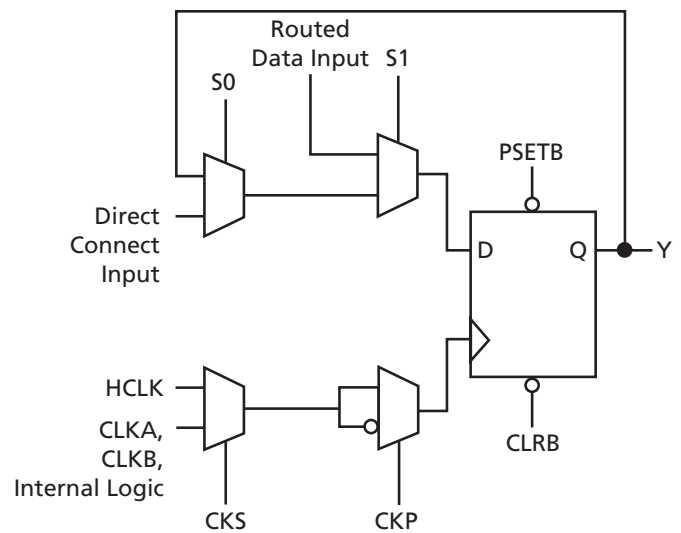 Routed
Data Input
S1
S0
PSETB
Direct
Connect
Input
D
Q
Y
HCLK
CLKA,
CLKB,
Internal Logic
CLRB
CKS
CKP